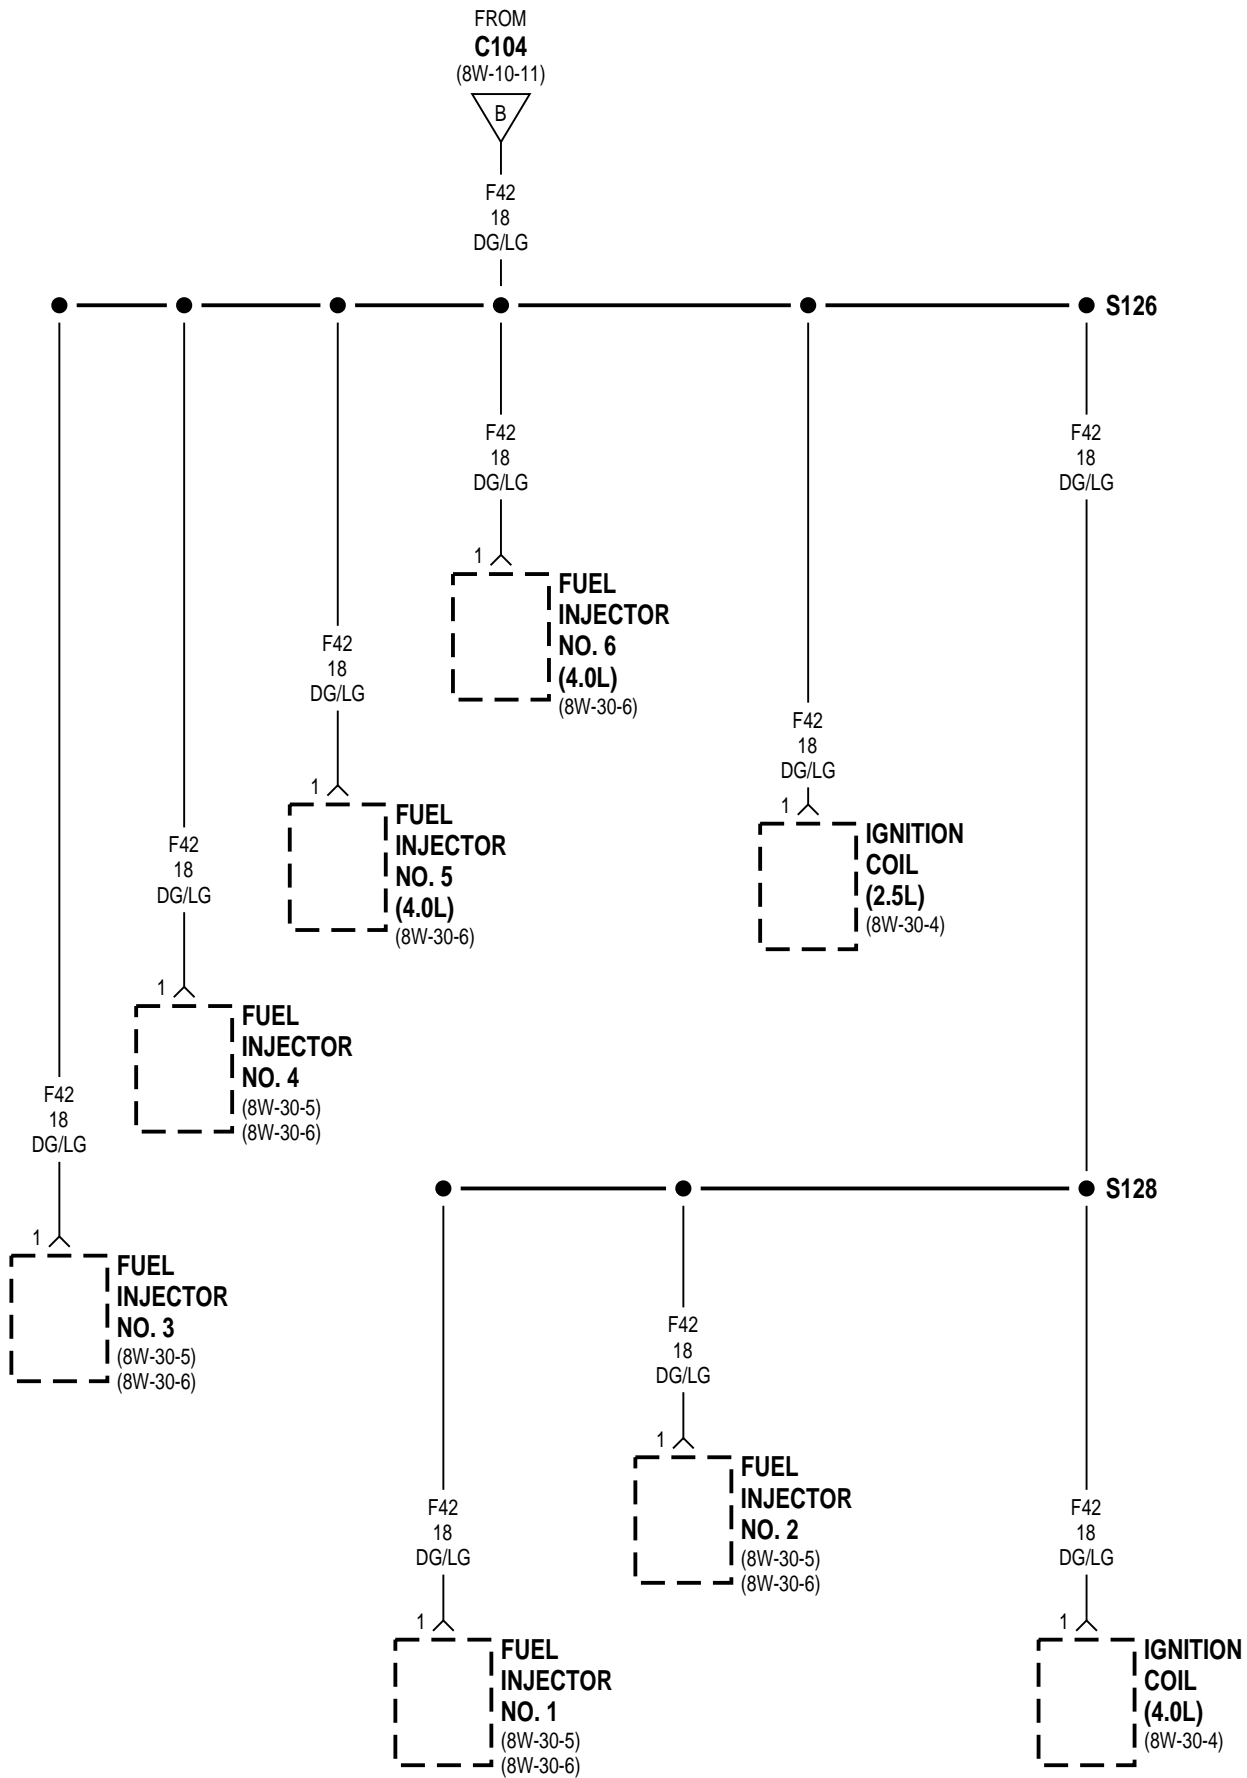 FROM
C104
(8W-10-11)
B
F42
18
DG/LG
S126
F42
18
DG/LG
F42
18
DG/LG
1
FUEL
INJECTOR
NO. 6
(4.0L)
(8W-30-6)
F42
18
DG/LG
1
FUEL
INJECTOR
NO. 5
(4.0L)
(8W-30-6)
F42
18
DG/LG
1
IGNITION
COIL
(2.5L)
(8W-30-4)
F42
18
DG/LG
1
FUEL
INJECTOR
NO. 4
(8W-30-5)
(8W-30-6)
F42
18
DG/LG
1
FUEL
INJECTOR
NO. 3
(8W-30-5)
(8W-30-6)
S128
F42
18
DG/LG
1
FUEL
INJECTOR
NO. 2
(8W-30-5)
(8W-30-6)
F42
18
DG/LG
1
FUEL
INJECTOR
NO. 1
(8W-30-5)
(8W-30-6)
F42
18
DG/LG
1
IGNITION
COIL
(4.0L)
(8W-30-4)